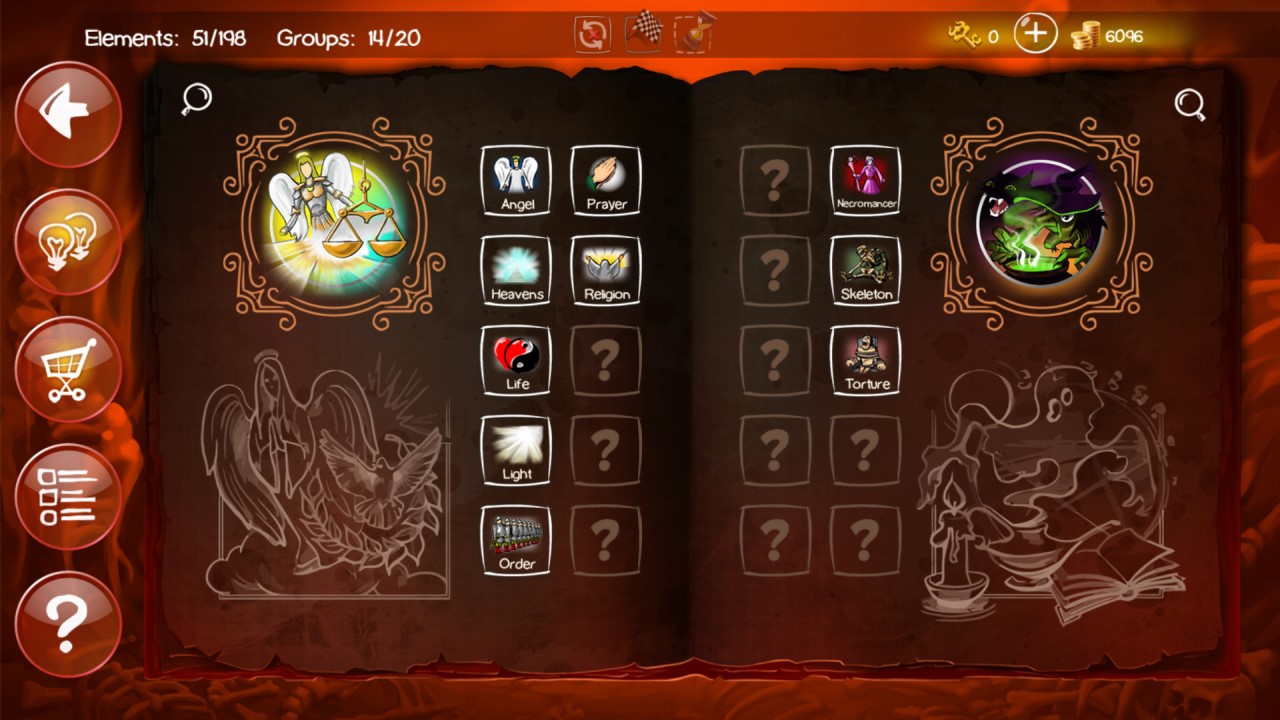 Elements: 51/198 Groups: 14/20 0 6096
Angel Prayer ? Necromancer
Heavens Religion ? Skeleton
Life ? ? Torture
Light ? ? ?
Order ? ? ?
?